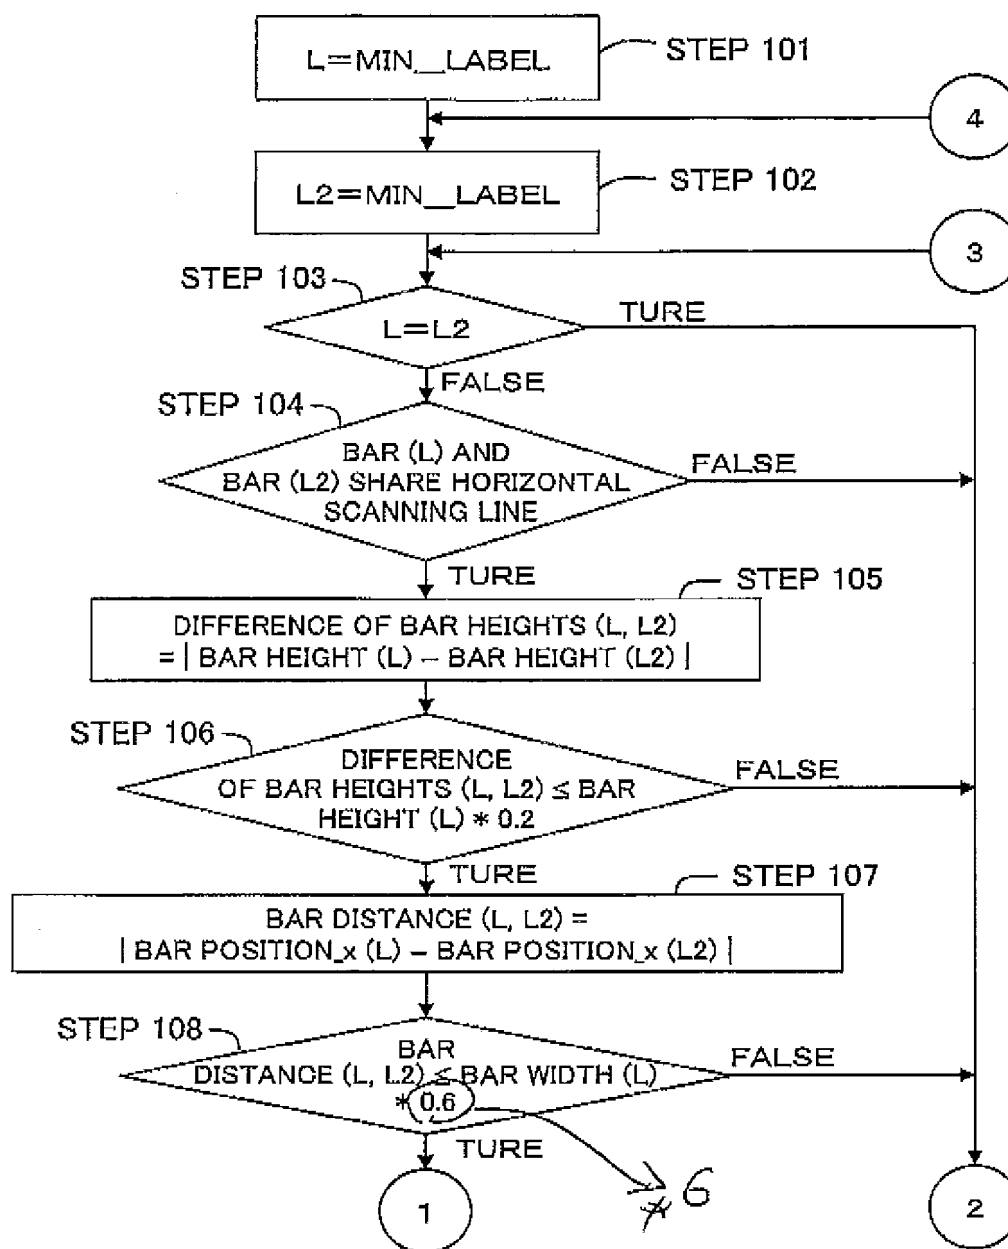 L=MIN__LABEL
STEP 101
4
L2=MIN__LABEL
STEP 102
3
STEP 103
L=L2
TURE
FALSE
STEP 104
BAR (L) AND
BAR (L2) SHARE HORIZONTAL
SCANNING LINE
FALSE
TURE
STEP 105
DIFFERENCE OF BAR HEIGHTS (L, L2)
= | BAR HEIGHT (L) – BAR HEIGHT (L2) |
STEP 106
DIFFERENCE
OF BAR HEIGHTS (L, L2) ≤ BAR
HEIGHT (L) * 0.2
FALSE
TURE
STEP 107
BAR DISTANCE (L, L2) =
| BAR POSITION_x (L) – BAR POSITION_x (L2) |
STEP 108
BAR
DISTANCE (L, L2) ≤ BAR WIDTH (L)
* 0.6
FALSE
TURE
6
1
2